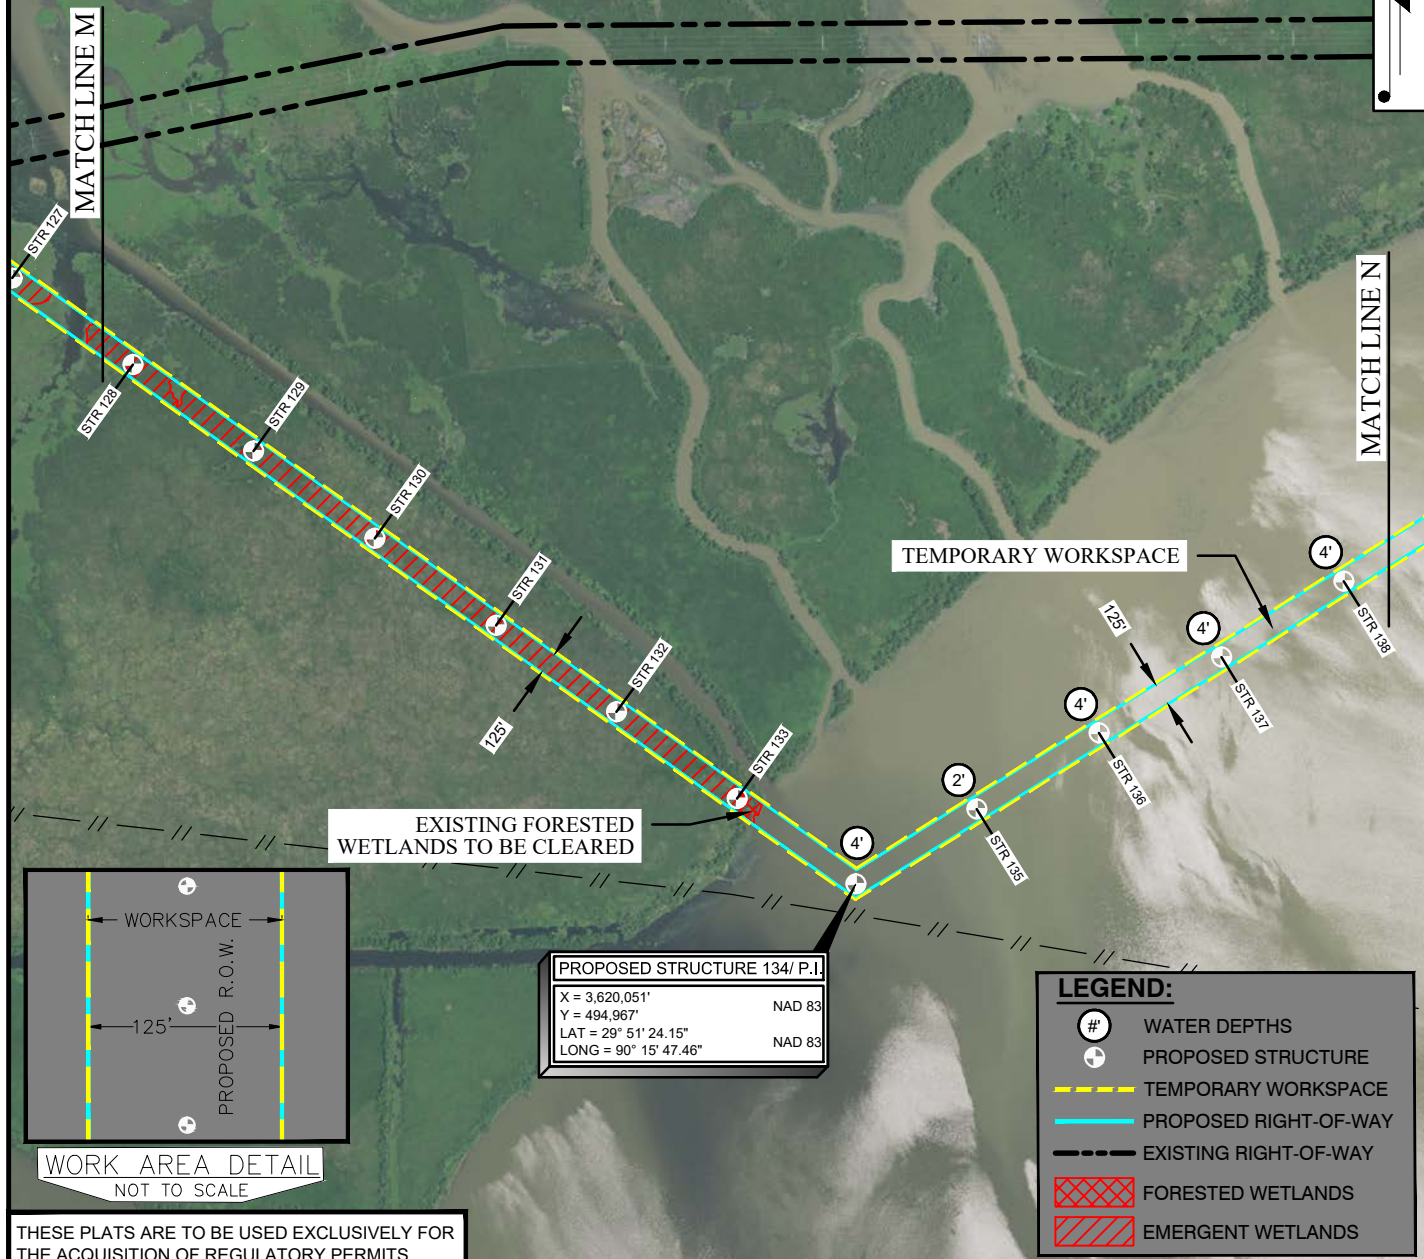 MATCH LINE M
STR 127
STR 128
STR 129
STR 130
STR 131
STR 132
125'
STR 133
MATCH LINE N
TEMPORARY WORKSPACE
4'
STR 138
4'
125'
STR 137
4'
STR 136
2'
STR 135
4'
EXISTING FORESTED
WETLANDS TO BE CLEARED
WORKSPACE
125'
PROPOSED R.O.W.
WORK AREA DETAIL
NOT TO SCALE
PROPOSED STRUCTURE 134/ P.I.
X = 3,620,051'
Y = 494,967'
NAD 83
LAT = 29° 51' 24.15"
LONG = 90° 15' 47.46"
NAD 83
LEGEND:
#' WATER DEPTHS
PROPOSED STRUCTURE
TEMPORARY WORKSPACE
PROPOSED RIGHT-OF-WAY
EXISTING RIGHT-OF-WAY
FORESTED WETLANDS
EMERGENT WETLANDS
THESE PLATS ARE TO BE USED EXCLUSIVELY FOR
THE ACQUISITION OF REGULATORY PERMITS